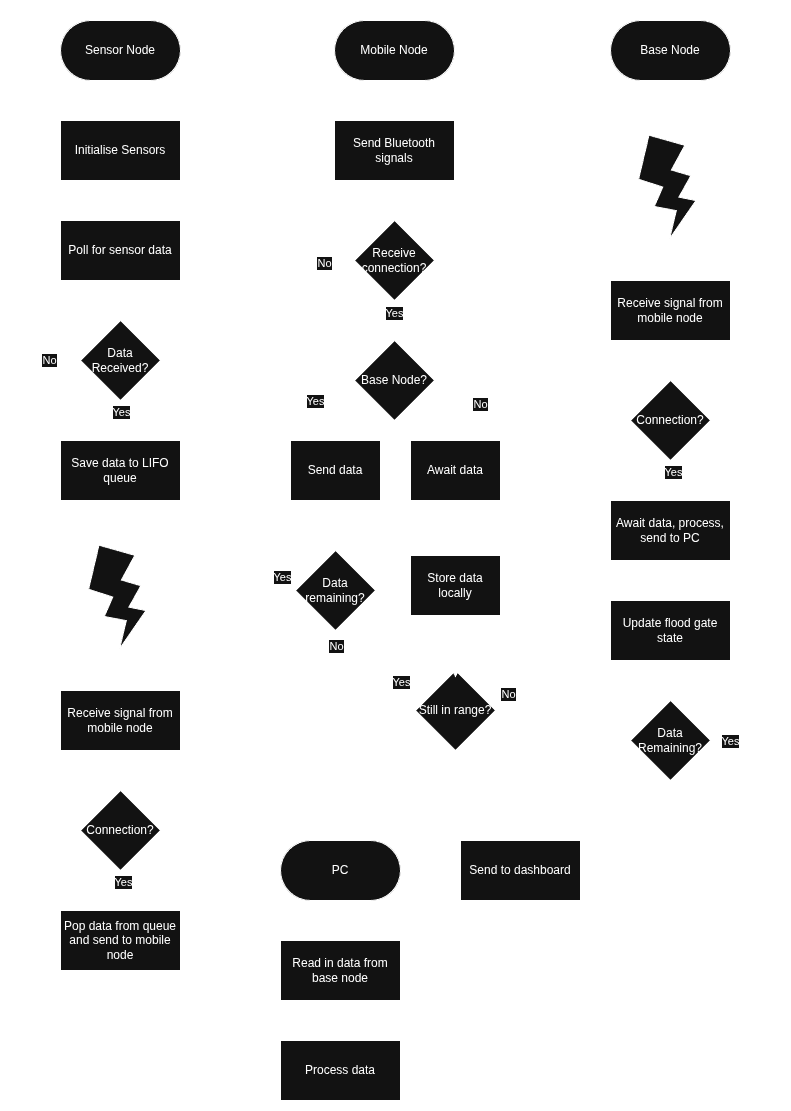 Sensor Node
Initialise Sensors
Poll for sensor data
Data
Received?
No
Yes
Save data to LIFO
queue
Receive signal from
mobile node
Connection?
Yes
Pop data from queue
and send to mobile
node
Mobile Node
Send Bluetooth
signals
Receive
connection?
No
Yes
Base Node?
Yes
No
Send data
Await data
Data
remaining?
Yes
No
Store data
locally
Still in range?
Yes
No
Base Node
Receive signal from
mobile node
Connection?
Yes
Await data, process,
send to PC
Update flood gate
state
Data
Remaining?
Yes
PC
Read in data from
base node
Process data
Send to dashboard